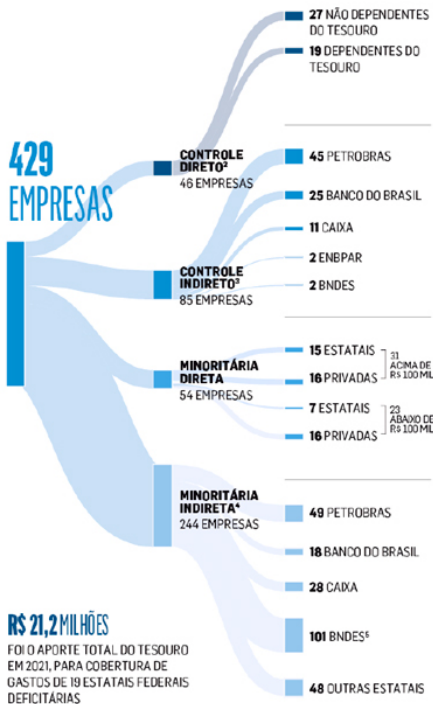 27 NÃO DEPENDENTES
DO TESOURO
19 DEPENDENTES DO
TESOURO
429
EMPRESAS
CONTROLE
DIRETO²
46 EMPRESAS
45 PETROBRAS
25 BANCO DO BRASIL
11 CAIXA
2 ENBPAR
2 BNDES
CONTROLE
INDIRETO³
85 EMPRESAS
MINORITÁRIA
DIRETA
54 EMPRESAS
15 ESTATAIS
16 PRIVADAS
31
ACIMA DE
R$ 100 MIL
7 ESTATAIS
16 PRIVADAS
23
ABAIXO DE
R$ 100 MIL
MINORITÁRIA
INDIRETA⁴
244 EMPRESAS
49 PETROBRAS
18 BANCO DO BRASIL
28 CAIXA
101 BNDES⁵
48 OUTRAS ESTATAIS
R$ 21,2 MILHÕES
FOI O APORTE TOTAL DO TESOURO
EM 2021, PARA COBERTURA DE
GASTOS DE 19 ESTATAIS FEDERAIS
DEFICITÁRIAS